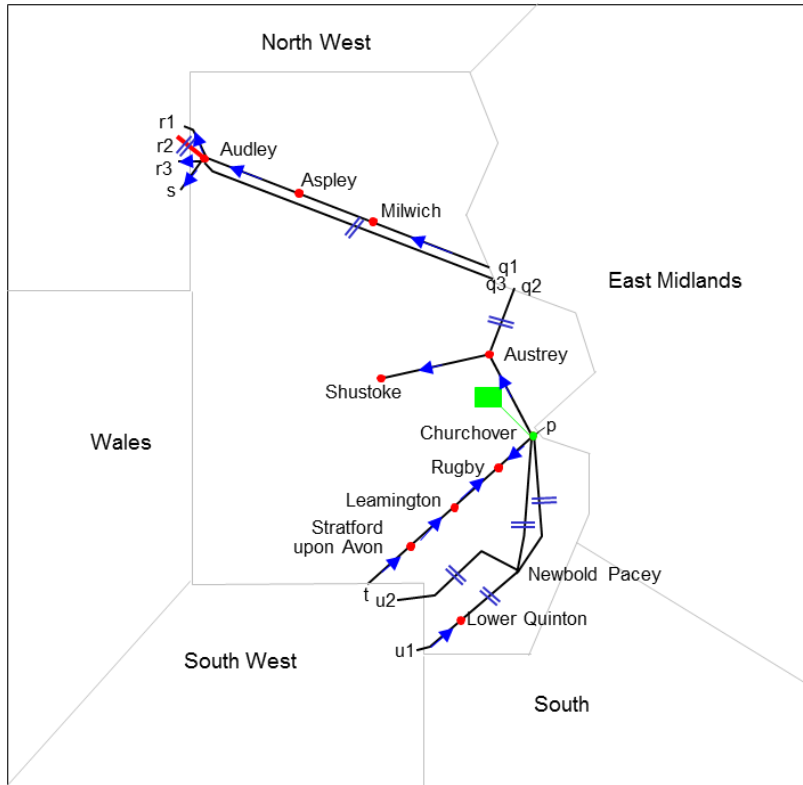 North West
r1
r2
Audley
r3
Aspley
s
Milwich
q1
q3
q2
East Midlands
Austrey
Shustoke
Churchover
p
Wales
Rugby
Leamington
Stratford
upon Avon
Newbold Pacey
t
u2
Lower Quinton
u1
South West
South